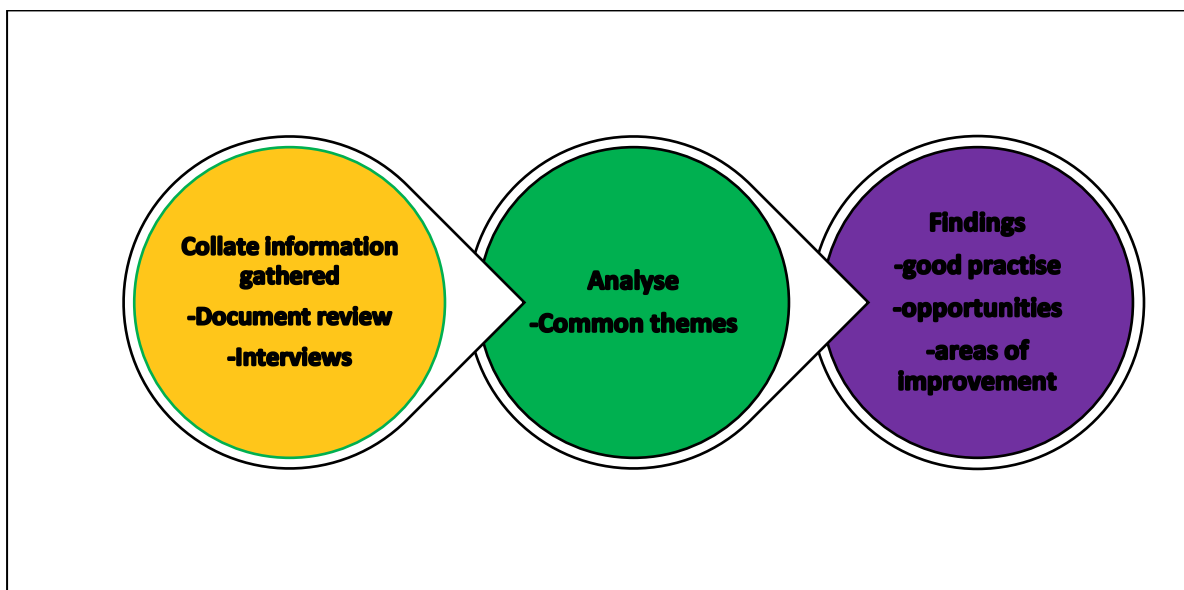 Collate information
gathered
-Document review
-Interviews
Analyse
-Common themes
Findings
-good practise
-opportunities
-areas of
improvement